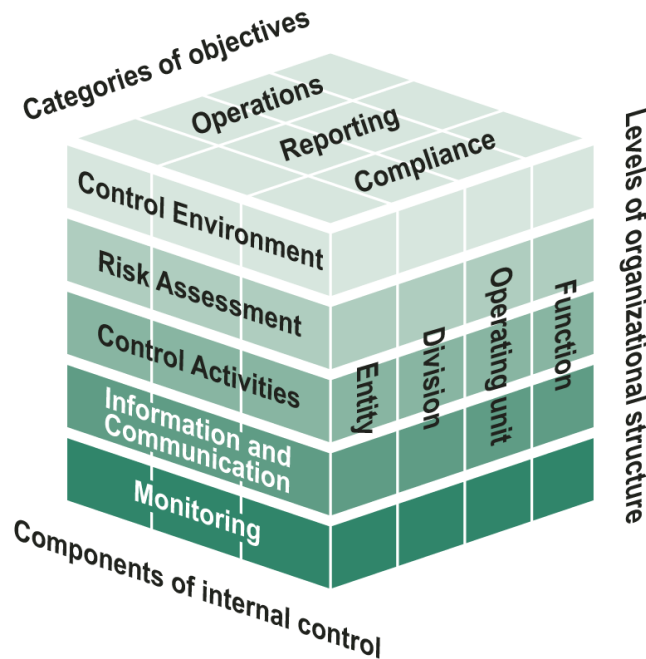 Categories of objectives
Operations
Reporting
Compliance
Control Environment
Risk Assessment
Control Activities
Information and
Communication
Monitoring
Components of internal control
Entity
Division
Operating unit
Function
Levels of organizational structure